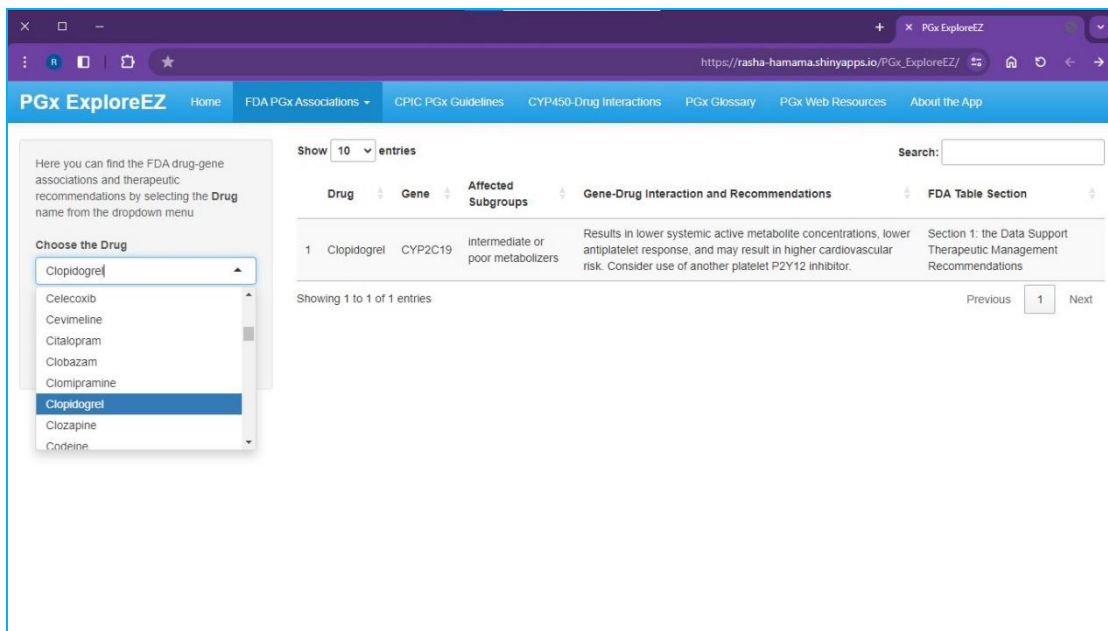 PGx ExploreEZ
https://rasha-hamama.shinyapps.io/PGx_ExploreEZ/
R
PGx ExploreEZ Home FDA PGx Associations CPIC PGx Guidelines CYP450-Drug Interactions PGx Glossary PGx Web Resources About the App
Here you can find the FDA drug-gene
associations and therapeutic
recommendations by selecting the Drug
name from the dropdown menu
Choose the Drug
Clopidogrel
Celecoxib
Cevimeline
Citalopram
Clobazam
Clomipramine
Clopidogrel
Clozapine
Codeine
Show 10 entries
Search:
Drug Gene Affected Subgroups Gene-Drug Interaction and Recommendations FDA Table Section
1 Clopidogrel CYP2C19
intermediate or
poor metabolizers
Results in lower systemic active metabolite concentrations, lower
antiplatelet response, and may result in higher cardiovascular
risk. Consider use of another platelet P2Y12 inhibitor.
Section 1: the Data Support
Therapeutic Management
Recommendations
Showing 1 to 1 of 1 entries
Previous 1 Next